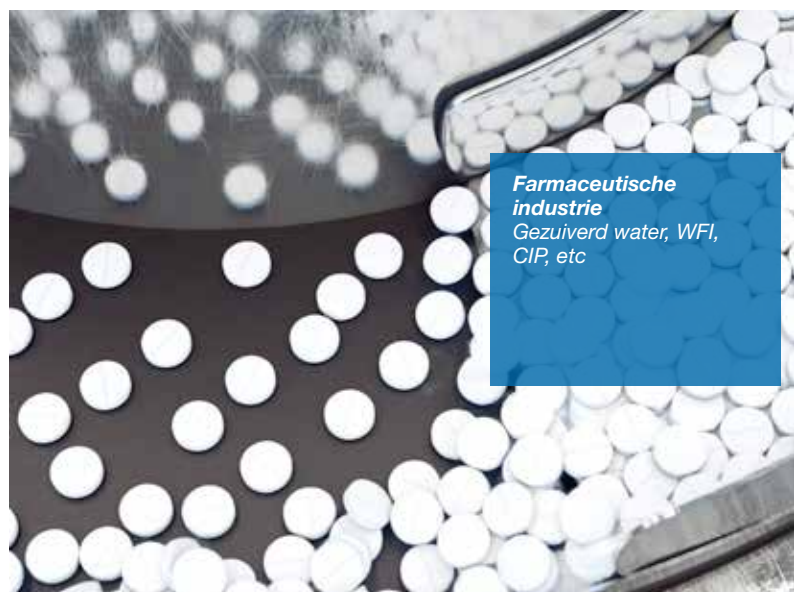 Farmaceutische
industrie
Gezuiverd water, WFI,
CIP, etc